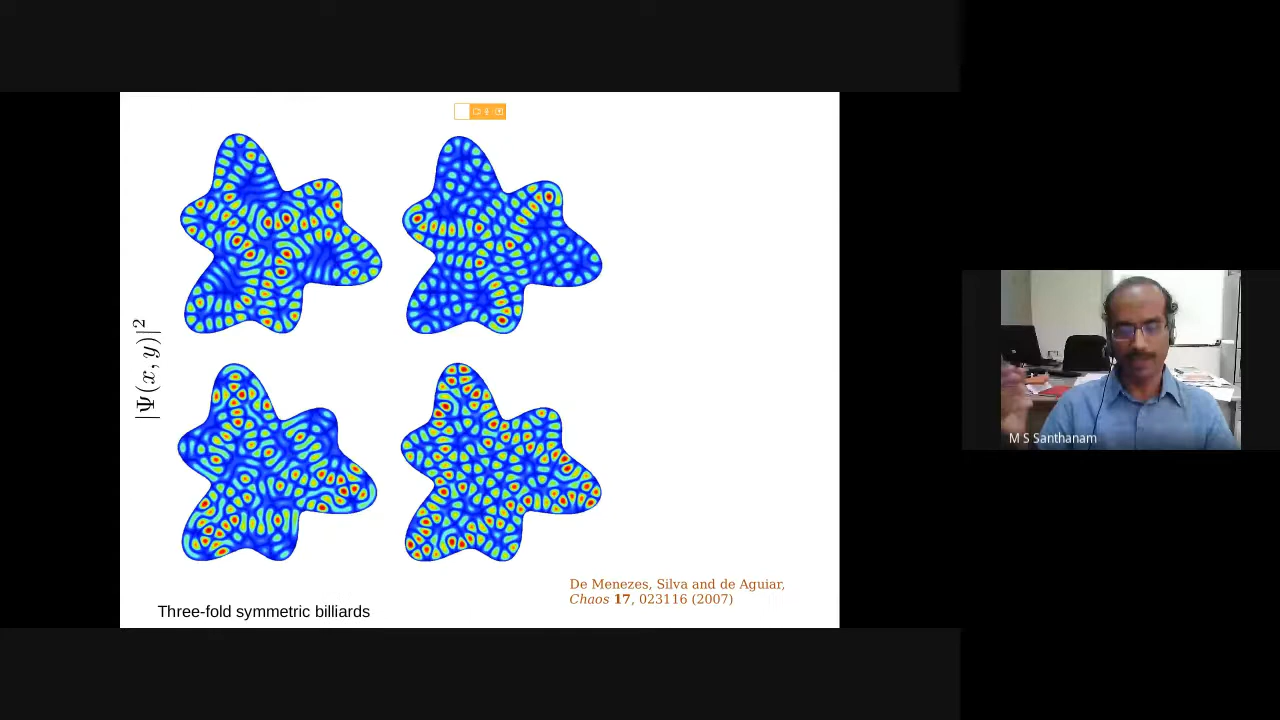 |Ψ(x, y)|²
De Menezes, Silva and de Aguiar,
Chaos 17, 023116 (2007)
Three-fold symmetric billiards
M S Santhanam